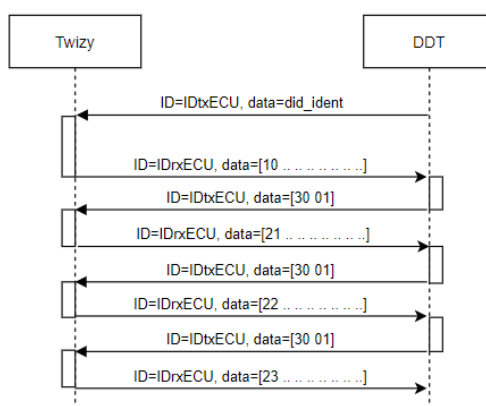 Twizy
DDT
ID=IDtxECU, data=did_ident
ID=IDrxECU, data=[10 .. .. .. .. .. .. ..]
ID=IDtxECU, data=[30 01]
ID=IDrxECU, data=[21 .. .. .. .. .. .. ..]
ID=IDtxECU, data=[30 01]
ID=IDrxECU, data=[22 .. .. .. .. .. .. ..]
ID=IDtxECU, data=[30 01]
ID=IDrxECU, data=[23 .. .. .. .. .. .. ..]